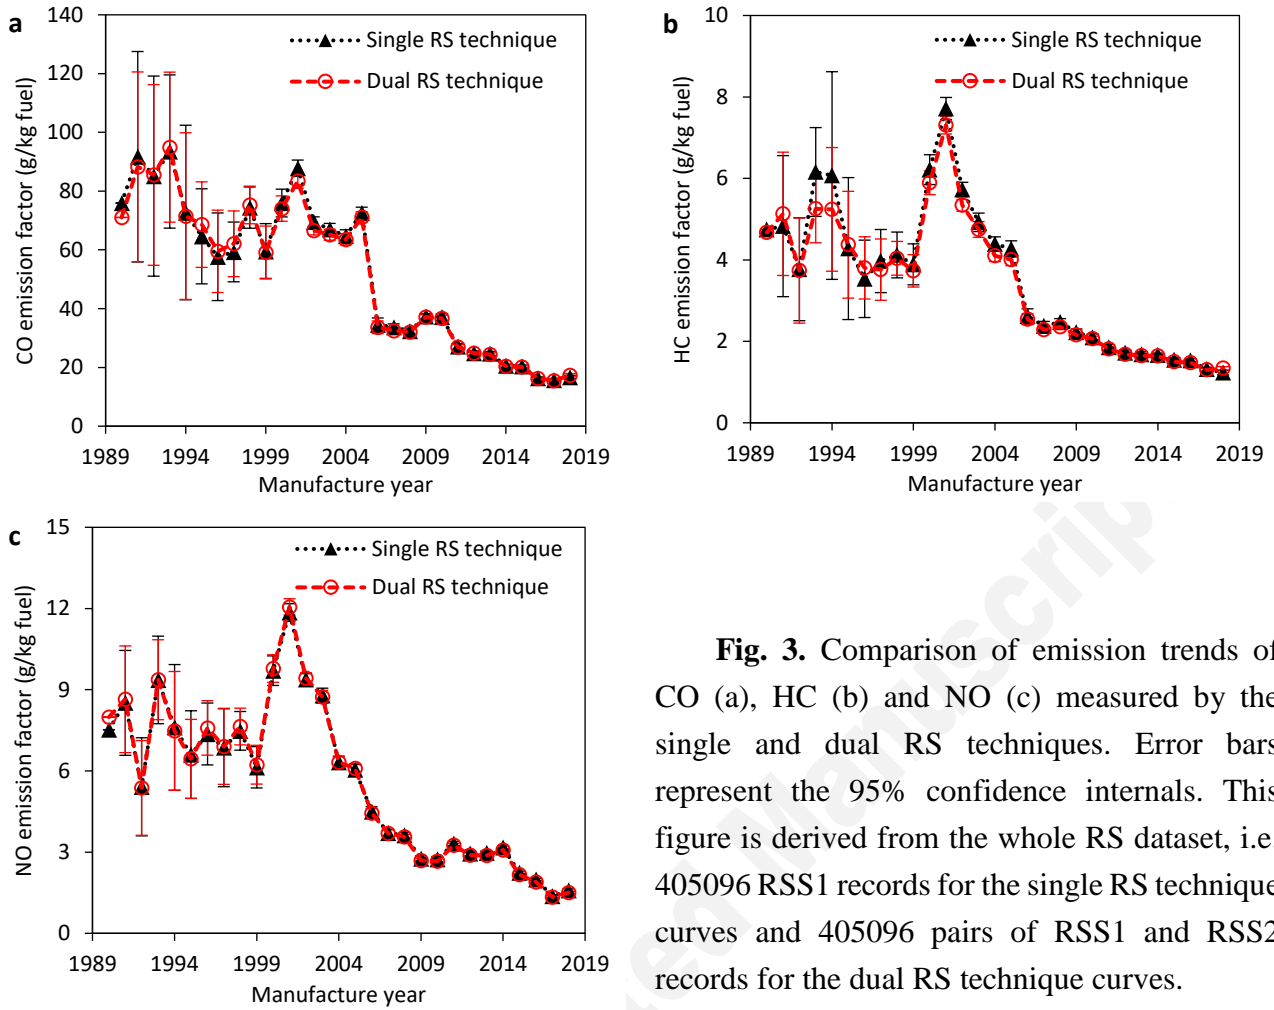 a
140
120
100
80
60
40
20
0
CO emission factor (g/kg fuel)
Single RS technique
Dual RS technique
1989 1994 1999 2004 2009 2014 2019
Manufacture year
b
10
8
6
4
2
0
HC emission factor (g/kg fuel)
Single RS technique
Dual RS technique
1989 1994 1999 2004 2009 2014 2019
Manufacture year
c
15
12
9
6
3
0
NO emission factor (g/kg fuel)
Single RS technique
Dual RS technique
1989 1994 1999 2004 2009 2014 2019
Manufacture year
Fig. 3. Comparison of emission trends of
CO (a), HC (b) and NO (c) measured by the
single and dual RS techniques. Error bars
represent the 95% confidence internals. This
figure is derived from the whole RS dataset, i.e.
405096 RSS1 records for the single RS technique
curves and 405096 pairs of RSS1 and RSS2
records for the dual RS technique curves.